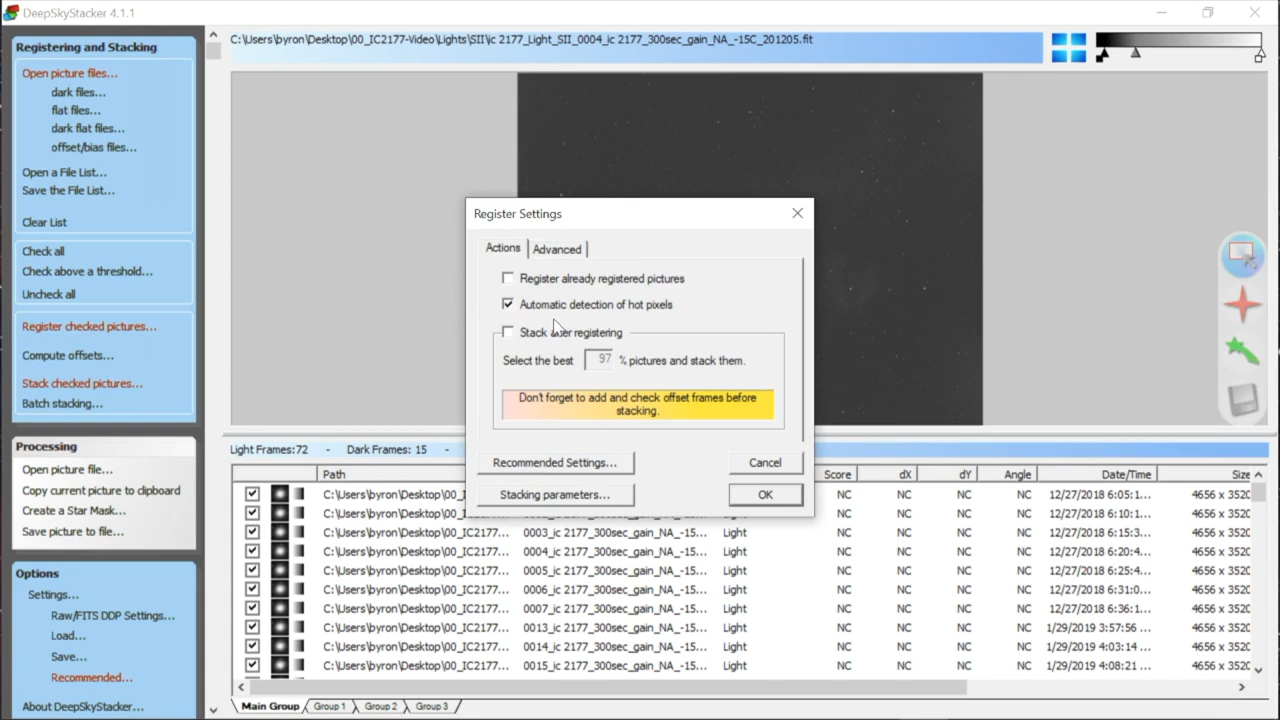 DeepSkyStacker 4.1.1
Registering and Stacking
Open picture files...
dark files...
flat files...
dark flat files...
offset/bias files...
Open a File List...
Save the File List...
Clear List
Check all
Check above a threshold...
Uncheck all
Register checked pictures...
Compute offsets...
Stack checked pictures...
Batch stacking...
Processing
Open picture file...
Copy current picture to clipboard
Create a Star Mask...
Save picture to file...
Options
Settings...
Raw/FITS DDP Settings...
Load...
Save...
Recommended...
About DeepSkyStacker...
C:\Users\byron\Desktop\00_IC2177-Video\Lights\SII\ic 2177_Light_SII_0004_ic 2177_300sec_gain_NA_-15C_201205.fit
Register Settings
Actions
Advanced
Register already registered pictures
Automatic detection of hot pixels
Stack after registering
Select the best 97 % pictures and stack them.
Don't forget to add and check offset frames before
stacking.
Recommended Settings...
Cancel
Stacking parameters...
OK
Light Frames:72 - Dark Frames: 15 -
Path Score dX dY Angle Date/Time Size
C:\Users\byron\Desktop\00_I NC NC NC NC 12/27/2018 6:05:1... 4656 x 3520
C:\Users\byron\Desktop\00_I NC NC NC NC 12/27/2018 6:10:1... 4656 x 3520
C:\Users\byron\Desktop\00_IC2177... 0003_ic 2177_300sec_gain_NA_-15... Light NC NC NC NC 12/27/2018 6:15:3... 4656 x 3520
C:\Users\byron\Desktop\00_IC2177... 0004_ic 2177_300sec_gain_NA_-15... Light NC NC NC NC 12/27/2018 6:20:4... 4656 x 3520
C:\Users\byron\Desktop\00_IC2177... 0005_ic 2177_300sec_gain_NA_-15... Light NC NC NC NC 12/27/2018 6:25:4... 4656 x 3520
C:\Users\byron\Desktop\00_IC2177... 0006_ic 2177_300sec_gain_NA_-15... Light NC NC NC NC 12/27/2018 6:31:0... 4656 x 3520
C:\Users\byron\Desktop\00_IC2177... 0007_ic 2177_300sec_gain_NA_-15... Light NC NC NC NC 12/27/2018 6:36:1... 4656 x 3520
C:\Users\byron\Desktop\00_IC2177... 0013_ic 2177_300sec_gain_NA_-15... Light NC NC NC NC 1/29/2019 3:57:56 ... 4656 x 3520
C:\Users\byron\Desktop\00_IC2177... 0014_ic 2177_300sec_gain_NA_-15... Light NC NC NC NC 1/29/2019 4:03:14 ... 4656 x 3520
C:\Users\byron\Desktop\00_IC2177... 0015_ic 2177_300sec_gain_NA_-15... Light NC NC NC NC 1/29/2019 4:08:21 ... 4656 x 3520
Main Group Group 1 Group 2 Group 3